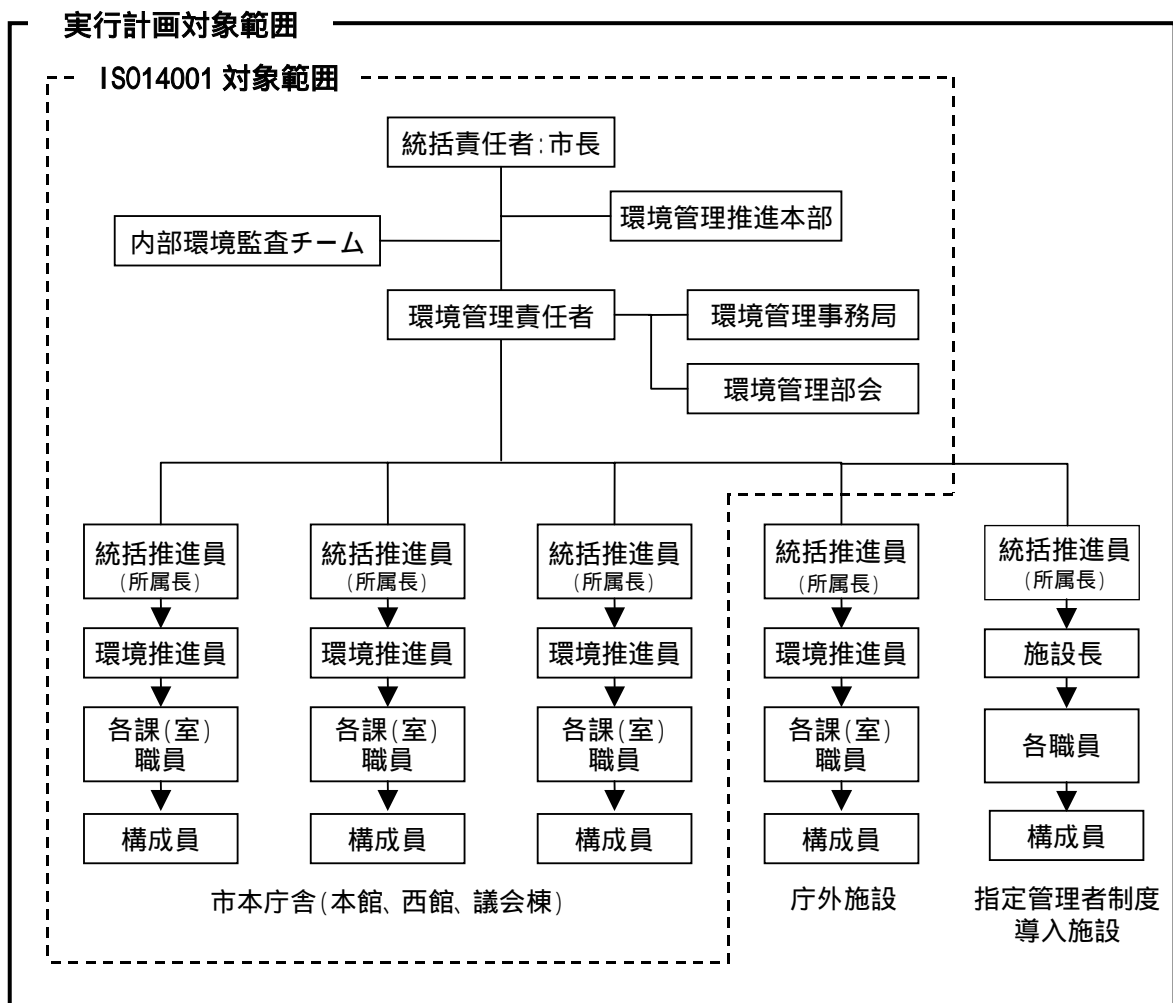 実行計画対象範囲
ISO14001 対象範囲
統括責任者:市長
環境管理推進本部
内部環境監査チーム
環境管理責任者
環境管理事務局
環境管理部会
統括推進員
(所属長)
環境推進員
各課(室)
職員
構成員
統括推進員
(所属長)
環境推進員
各課(室)
職員
構成員
統括推進員
(所属長)
環境推進員
各課(室)
職員
構成員
市本庁舎(本館、西館、議会棟)
統括推進員
(所属長)
環境推進員
各課(室)
職員
構成員
庁外施設
統括推進員
(所属長)
施設長
各職員
構成員
指定管理者制度
導入施設